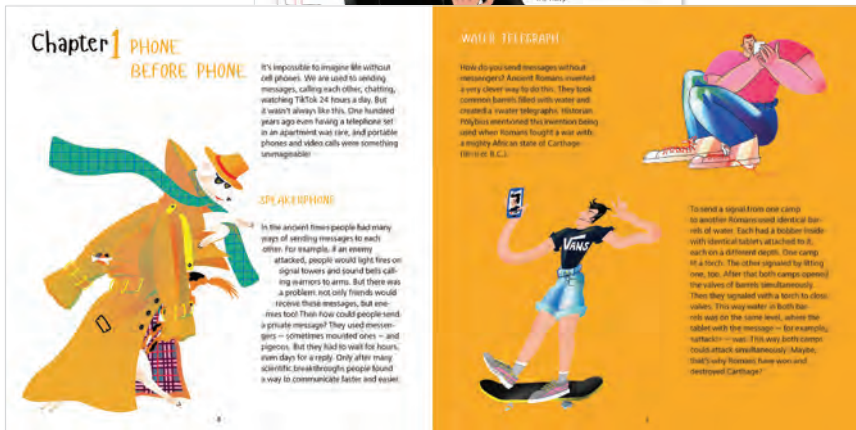 Chapter 1 PHONE
BEFORE PHONE
It's impossible to imagine life without
cell phones. We are used to sending
messages, calling each other, chatting,
watching TikTok 24 hours a day. But
it wasn't always like this. One hundred
years ago even having a telephone set
in an apartment was rare, and portable
phones and video calls were something
unimaginable!
SPEAKERPHONE
In the ancient times people had many
ways of sending messages to each
other. For example, if an enemy
attacked, people would light fires on
signal towers and sound bells call-
ing warriors to arms. But there was
a problem: not only friends would
receive these messages, but ene-
mies too! Then how could people send
a private message? They used messen-
gers — sometimes mounted ones — and
pigeons. But they had to wait for hours,
even days for a reply. Only after many
scientific breakthroughs people found
a way to communicate faster and easier.
WATER TELEGRAPH
How do you send messages without
messengers? Ancient Romans invented
a very clever way to do this. They took
common barrels filled with water and
created a «water telegraph». Historian
Polybius mentioned this invention being
used when Romans fought a war with
a mighty African state of Carthage
B.C.).
VANS
To send a signal from one camp
to another Romans used identical bar-
rels of water. Each had a bobber inside
with identical tablets attached to it,
each on a different depth. One camp
lit a torch. The other signaled by lifting
one, too. After that both camps opened
the valves of barrels simultaneously.
Then they signaled with a torch to close
valves. This way water in both bar-
rels was on the same level, where the
tablet with the message — for example,
«attack!» — was. This way both camps
could attack simultaneously. Maybe,
that's why Romans have won and
destroyed Carthage?